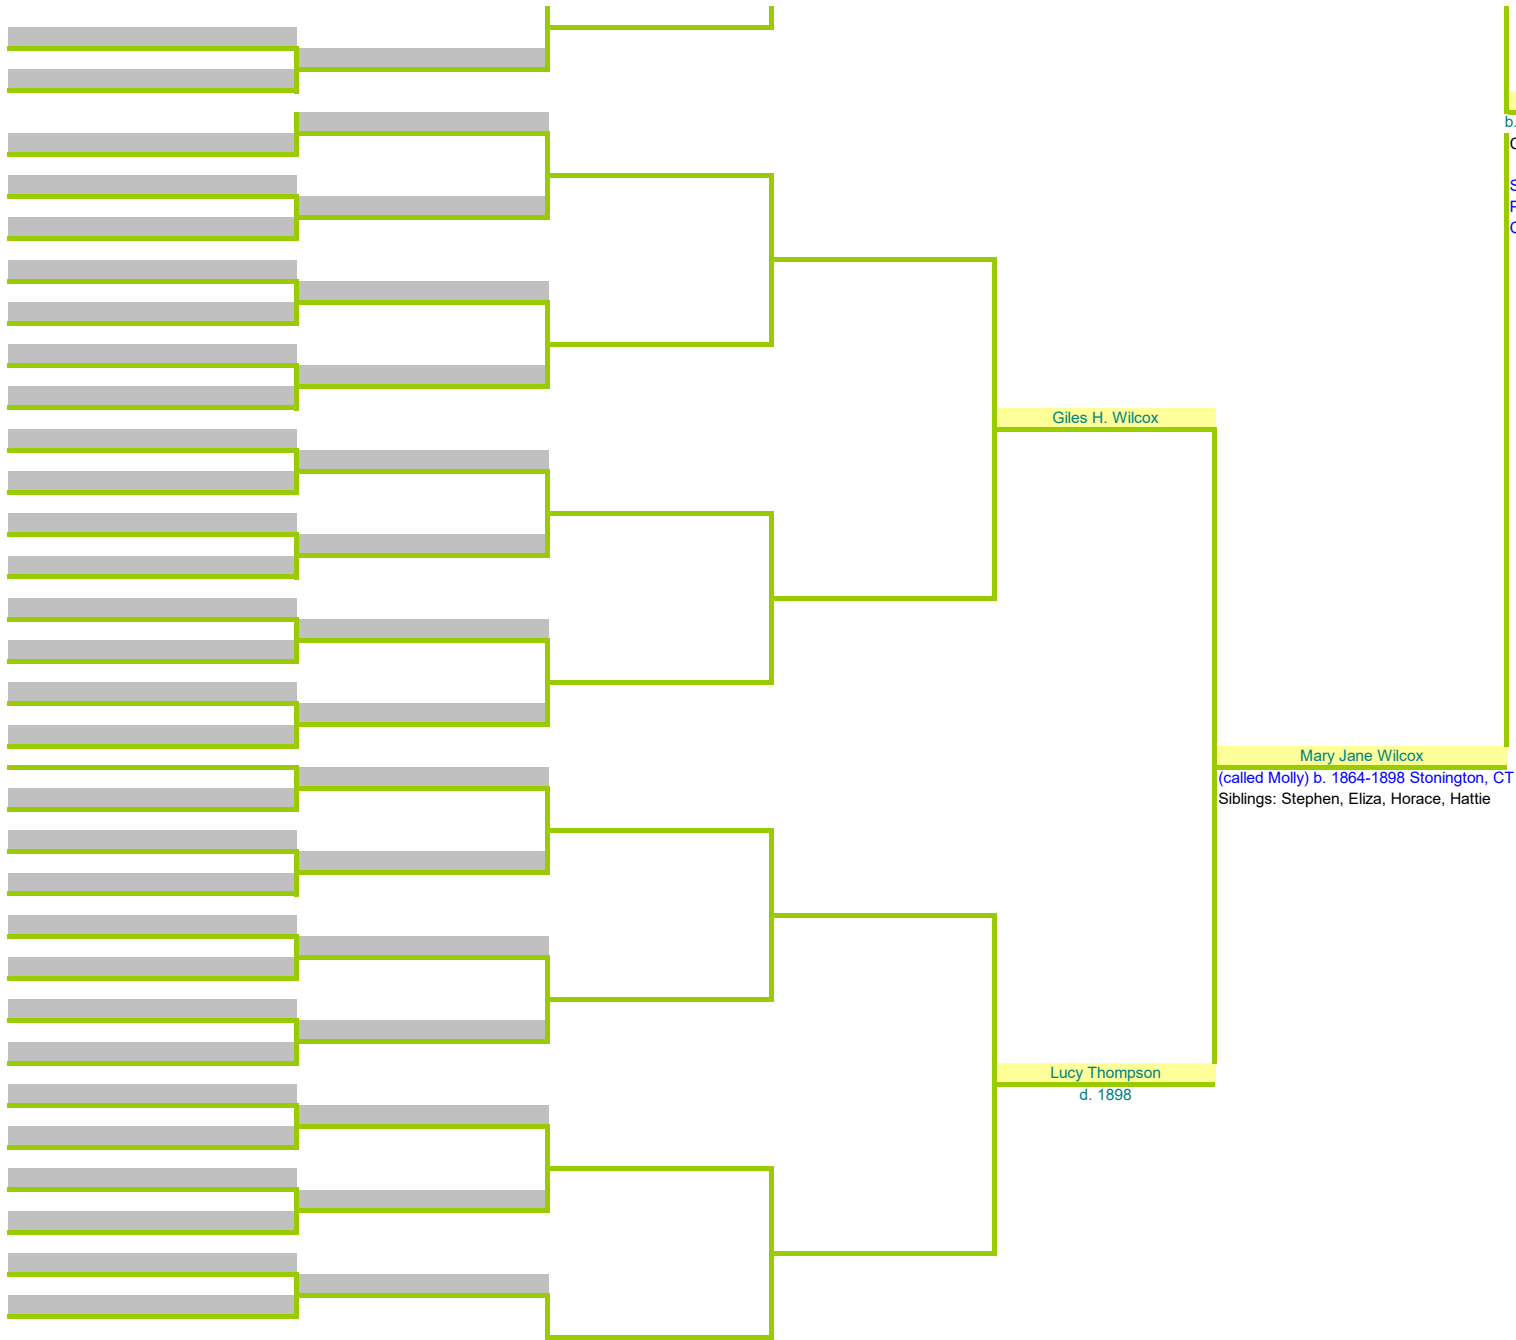 b.
Giles H. Wilcox
Mary Jane Wilcox
(called Molly) b. 1864-1898 Stonington, CT
Siblings: Stephen, Eliza, Horace, Hattie
Lucy Thompson
d. 1898